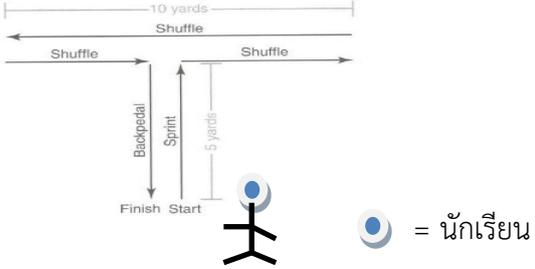 10 yards
Shuffle
Shuffle Shuffle
Backpedal
Sprint
5 yards
Finish Start
= นักเรียน